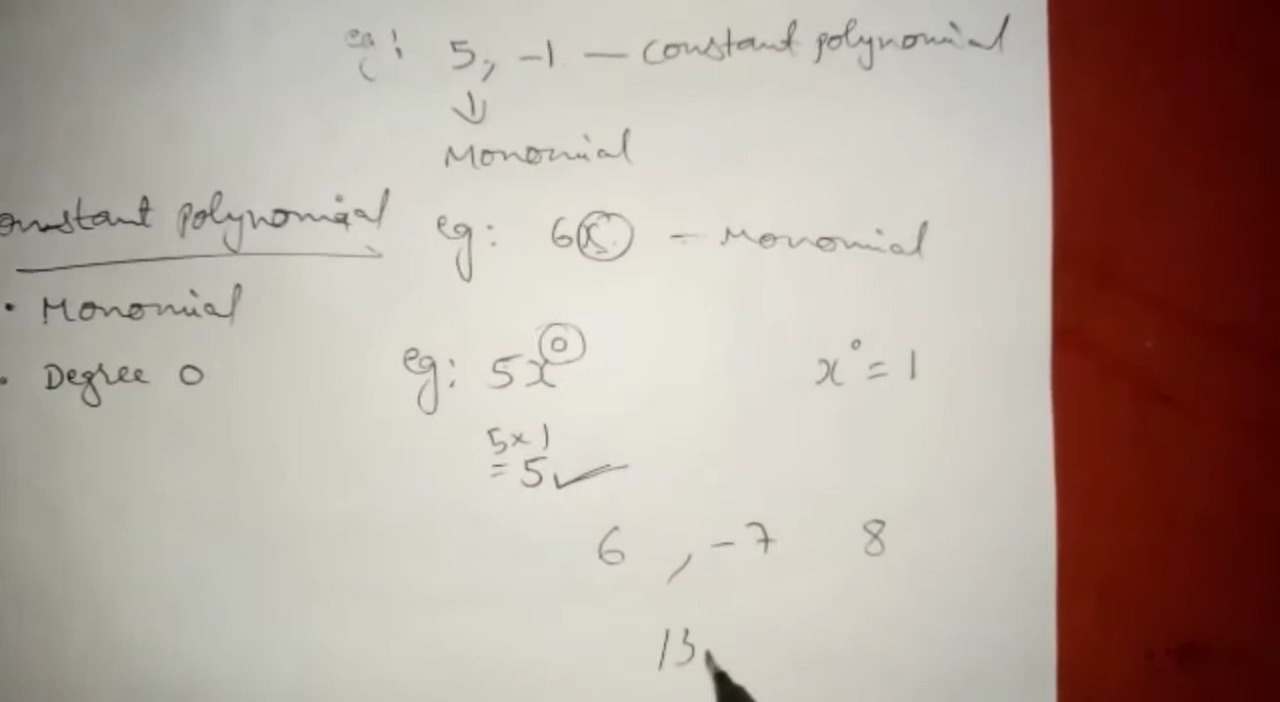 eg: 5, -1 — constant polynomial
↓
Monomial
onstant polynomial
eg: 6x - Monomial
• Monomial
• Degree 0
eg: 5x⁰
x° = 1
5×1
= 5 ✓
6 , -7 8
13